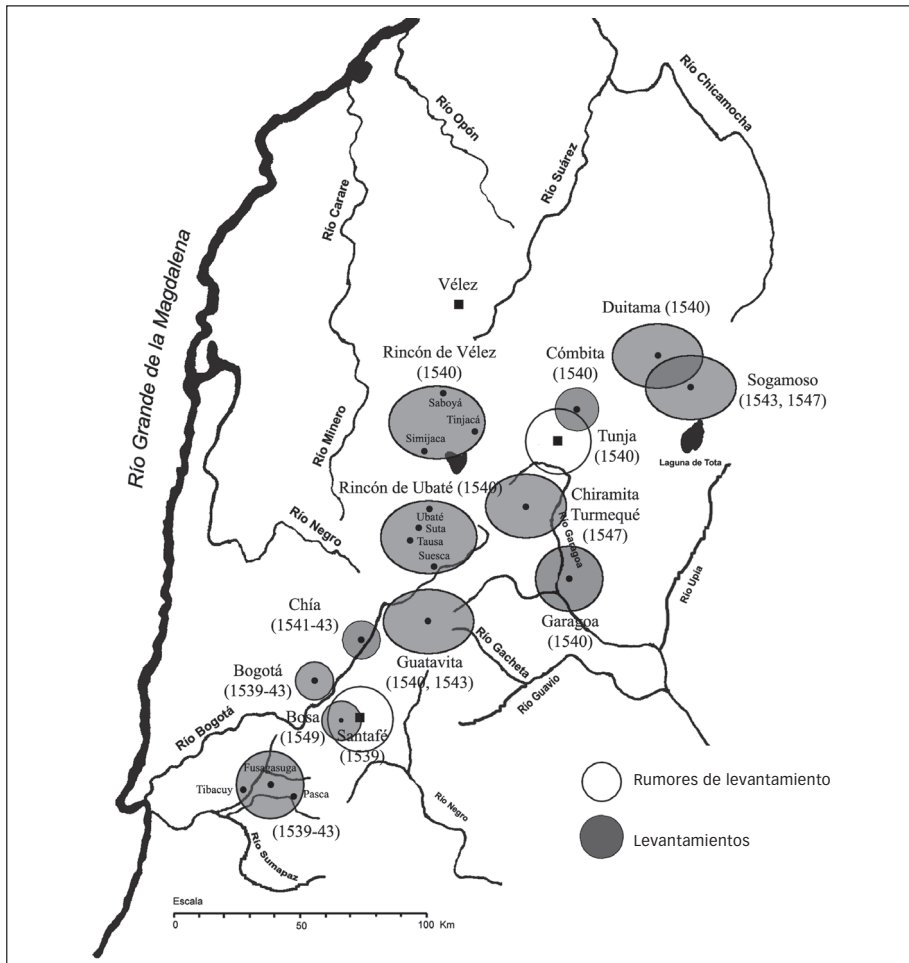 Río Chicamocha
Río Opón
Río Suárez
Río Carare
Río Grande de la Magdalena
Vélez
Duitama (1540)
Rincón de Vélez
(1540)
Cómbita
(1540)
Saboyá
Tinjacá
Simijaca
Sogamoso
(1543, 1547)
Tunja
(1540)
Laguna de Tota
Río Minero
Rincón de Ubaté (1540)
Ubaté
Suta
Tausa
Suesca
Chiramita
Turmequé
(1547)
Río Garagoa
Río Negro
Río Upía
Chía
(1541-43)
Garagoa
(1540)
Guatavita
(1540, 1543)
Río Gacheta
Río Guavio
Bogotá
(1539-43)
Río Bogotá
Bosa
(1549)
Santafé
(1539)
Fusagasuga
Tibacuy
Pasca
(1539-43)
Río Negro
Río Sumapaz
Rumores de levantamiento
Levantamientos
Escala
0 50 100 Km